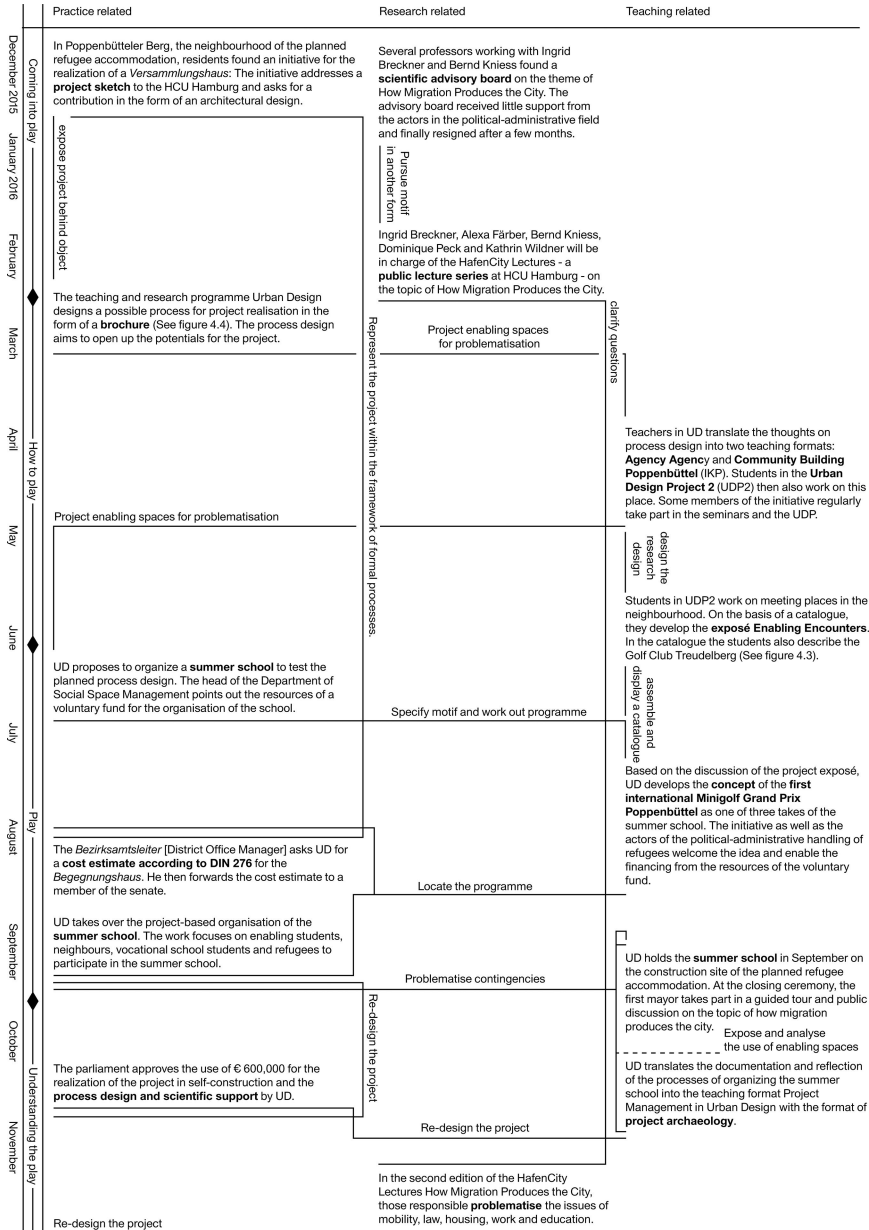 Practice related
Research related
Teaching related
December 2015
January 2016
February
March
April
May
June
July
August
September
October
November
Coming into play
How to play
Play
Understanding the play
In Poppenbütteler Berg, the neighbourhood of the planned
refugee accommodation, residents found an initiative for the
realization of a Versammlungshaus: The initiative addresses a
project sketch to the HCU Hamburg and asks for a
contribution in the form of an architectural design.
expose project behind object
The teaching and research programme Urban Design
designs a possible process for project realisation in the
form of a brochure (See figure 4.4). The process design
aims to open up the potentials for the project.
Project enabling spaces for problematisation
UD proposes to organize a summer school to test the
planned process design. The head of the Department of
Social Space Management points out the resources of a
voluntary fund for the organisation of the school.
The Bezirksamtsleiter [District Office Manager] asks UD for
a cost estimate according to DIN 276 for the
Begegnungshaus. He then forwards the cost estimate to a
member of the senate.
UD takes over the project-based organisation of the
summer school. The work focuses on enabling students,
neighbours, vocational school students and refugees to
participate in the summer school.
The parliament approves the use of € 600,000 for the
realization of the project in self-construction and the
process design and scientific support by UD.
Re-design the project
Represent the project within the framework of formal processes.
Re-design the project
Several professors working with Ingrid
Breckner and Bernd Kniess found a
scientific advisory board on the theme of
How Migration Produces the City. The
advisory board received little support from
the actors in the political-administrative field
and finally resigned after a few months.
Pursue motif
in another form
Ingrid Breckner, Alexa Färber, Bernd Kniess,
Dominique Peck and Kathrin Wildner will be
in charge of the HafenCity Lectures - a
public lecture series at HCU Hamburg - on
the topic of How Migration Produces the City.
Project enabling spaces
for problematisation
Specify motif and work out programme
Locate the programme
Problematise contingencies
Re-design the project
In the second edition of the HafenCity
Lectures How Migration Produces the City,
those responsible problematise the issues of
mobility, law, housing, work and education.
clarify questions
Teachers in UD translate the thoughts on
process design into two teaching formats:
Agency Agency and Community Building
Poppenbüttel (IKP). Students in the Urban
Design Project 2 (UDP2) then also work on this
place. Some members of the initiative regularly
take part in the seminars and the UDP.
design the
research
design
Students in UDP2 work on meeting places in the
neighbourhood. On the basis of a catalogue,
they develop the exposé Enabling Encounters.
In the catalogue the students also describe the
Golf Club Treudelberg (See figure 4.3).
assemble and
display a catalogue
Based on the discussion of the project exposé,
UD develops the concept of the first
international Minigolf Grand Prix
Poppenbüttel as one of three takes of the
summer school. The initiative as well as the
actors of the political-administrative handling of
refugees welcome the idea and enable the
financing from the resources of the voluntary
fund.
UD holds the summer school in September on
the construction site of the planned refugee
accommodation. At the closing ceremony, the
first mayor takes part in a guided tour and public
discussion on the topic of how migration
produces the city.
Expose and analyse
the use of enabling spaces
UD translates the documentation and reflection
of the processes of organizing the summer
school into the teaching format Project
Management in Urban Design with the format of
project archaeology.